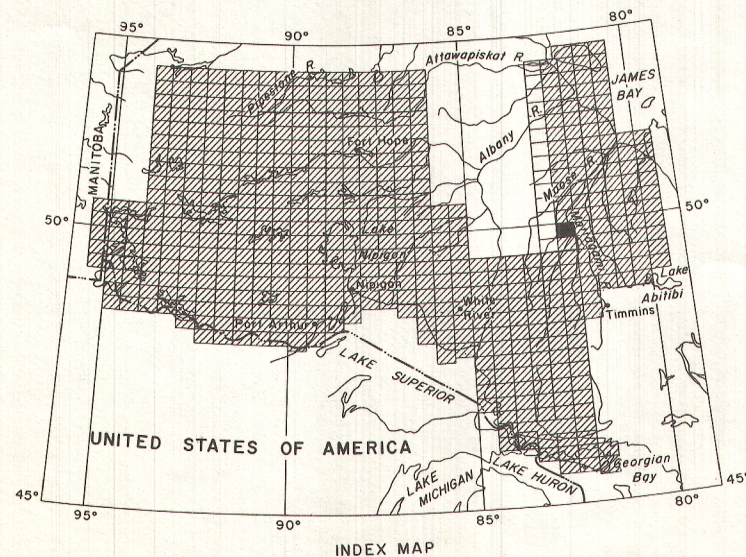 95°
90°
85°
80°
Attawapiskat R.
Pipestone R.
JAMES
BAY
Albany R.
Fort Hope
MANITOBA
Moose R.
50°
50°
Lake
Nipigon
Nipigon
Mattagami R.
Lake
Abitibi
White
River
Timmins
Port Arthur
LAKE SUPERIOR
UNITED STATES OF AMERICA
Georgian
Bay
LAKE HURON
LAKE
MICHIGAN
45°
45°
95°
90°
85°
80°
INDEX MAP